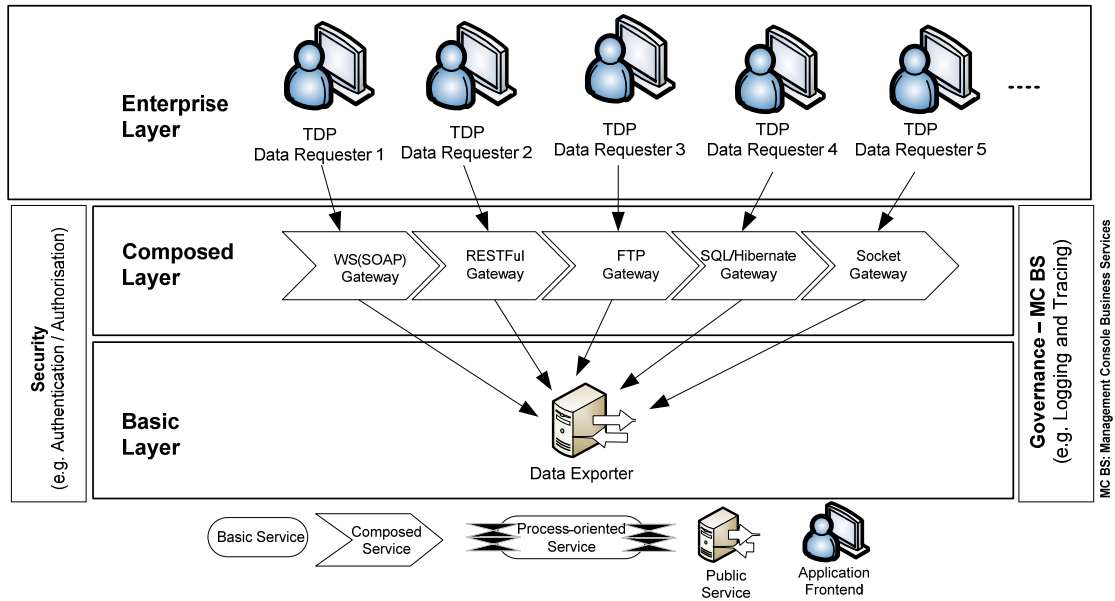 Enterprise
Layer
TDP
Data Requester 1
TDP
Data Requester 2
TDP
Data Requester 3
TDP
Data Requester 4
TDP
Data Requester 5
----
Security
(e.g. Authentication / Authorisation)
Composed
Layer
WS(SOAP)
Gateway
RESTFul
Gateway
FTP
Gateway
SQL/Hibernate
Gateway
Socket
Gateway
Governance – MC BS
(e.g. Logging and Tracing)
MC BS: Management Console Business Services
Basic
Layer
Data Exporter
Basic Service
Composed
Service
Process-oriented
Service
Public
Service
Application
Frontend